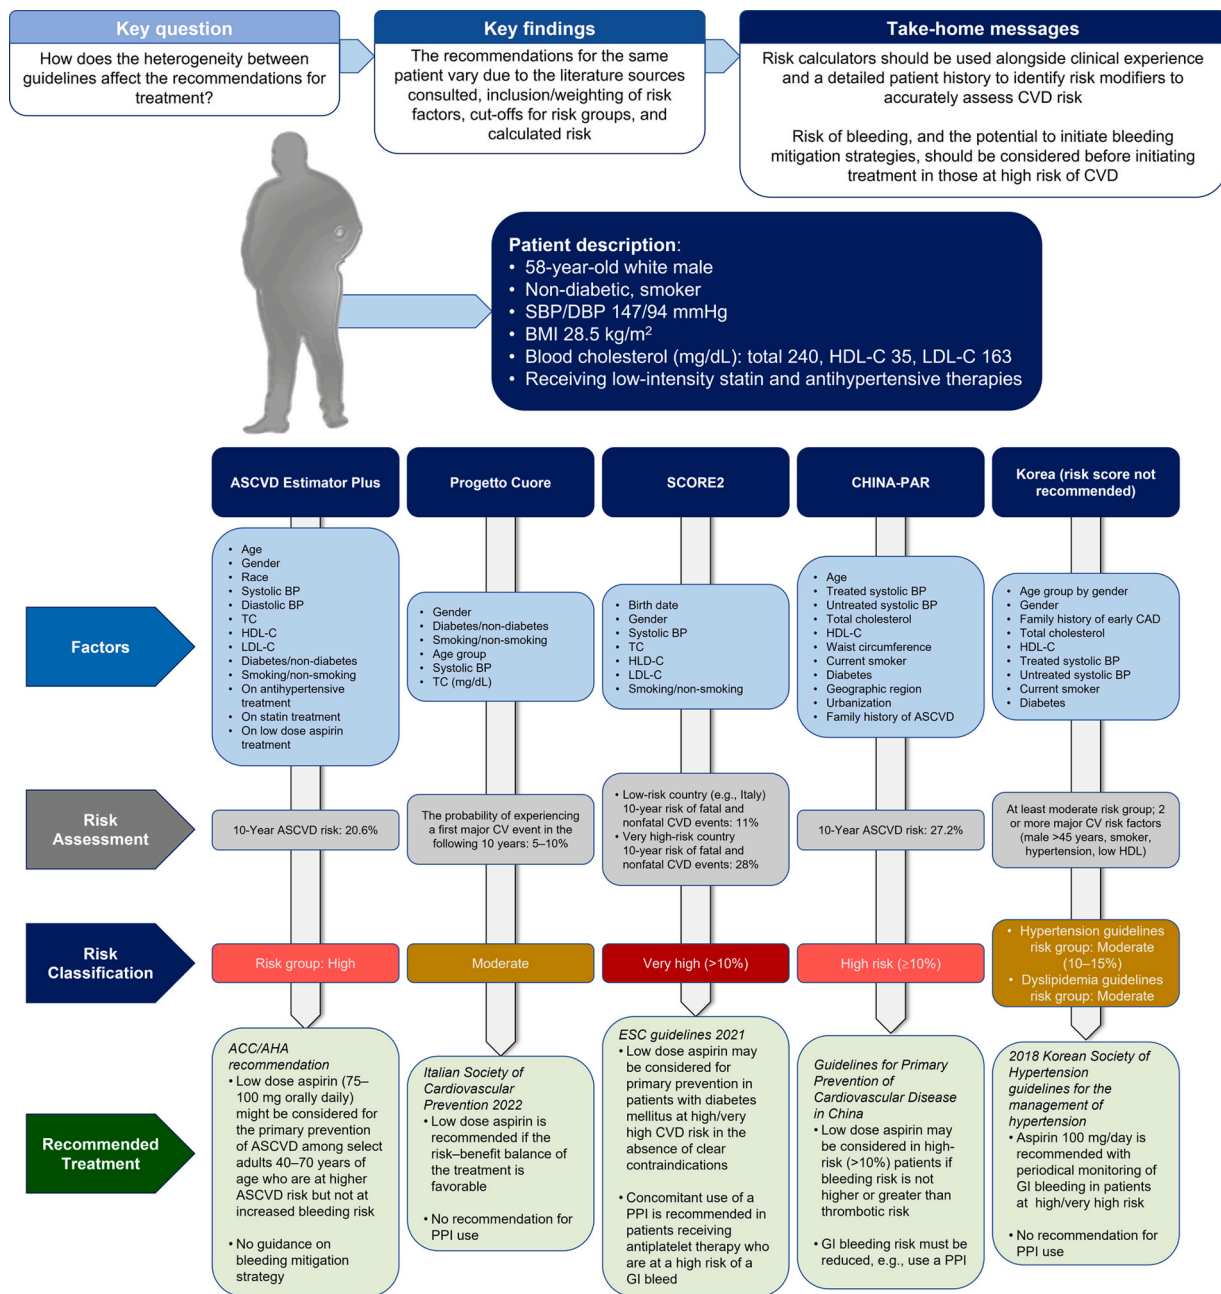 Key question
How does the heterogeneity between
guidelines affect the recommendations for
treatment?
Key findings
The recommendations for the same
patient vary due to the literature sources
consulted, inclusion/weighting of risk
factors, cut-offs for risk groups, and
calculated risk
Take-home messages
Risk calculators should be used alongside clinical experience
and a detailed patient history to identify risk modifiers to
accurately assess CVD risk
Risk of bleeding, and the potential to initiate bleeding
mitigation strategies, should be considered before initiating
treatment in those at high risk of CVD
Patient description:
• 58-year-old white male
• Non-diabetic, smoker
• SBP/DBP 147/94 mmHg
• BMI 28.5 kg/m²
• Blood cholesterol (mg/dL): total 240, HDL-C 35, LDL-C 163
• Receiving low-intensity statin and antihypertensive therapies
ASCVD Estimator Plus
Progetto Cuore
SCORE2
CHINA-PAR
Korea (risk score not
recommended)
Factors
• Age
• Gender
• Race
• Systolic BP
• Diastolic BP
• TC
• HDL-C
• LDL-C
• Diabetes/non-diabetes
• Smoking/non-smoking
• On antihypertensive
treatment
• On statin treatment
• On low dose aspirin
treatment
• Gender
• Diabetes/non-diabetes
• Smoking/non-smoking
• Age group
• Systolic BP
• TC (mg/dL)
• Birth date
• Gender
• Systolic BP
• TC
• HLD-C
• LDL-C
• Smoking/non-smoking
• Age
• Treated systolic BP
• Untreated systolic BP
• Total cholesterol
• HDL-C
• Waist circumference
• Current smoker
• Diabetes
• Geographic region
• Urbanization
• Family history of ASCVD
• Age group by gender
• Gender
• Family history of early CAD
• Total cholesterol
• HDL-C
• Treated systolic BP
• Untreated systolic BP
• Current smoker
• Diabetes
Risk
Assessment
10-Year ASCVD risk: 20.6%
The probability of experiencing
a first major CV event in the
following 10 years: 5–10%
• Low-risk country (e.g., Italy)
10-year risk of fatal and
nonfatal CVD events: 11%
• Very high-risk country
10-year risk of fatal and
nonfatal CVD events: 28%
10-Year ASCVD risk: 27.2%
At least moderate risk group; 2
or more major CV risk factors
(male >45 years, smoker,
hypertension, low HDL)
Risk
Classification
Risk group: High
Moderate
Very high (>10%)
High risk (≥10%)
• Hypertension guidelines
risk group: Moderate
(10–15%)
• Dyslipidemia guidelines
risk group: Moderate
Recommended
Treatment
ACC/AHA
recommendation
• Low dose aspirin (75–
100 mg orally daily)
might be considered for
the primary prevention
of ASCVD among select
adults 40–70 years of
age who are at higher
ASCVD risk but not at
increased bleeding risk
• No guidance on
bleeding mitigation
strategy
Italian Society of
Cardiovascular
Prevention 2022
• Low dose aspirin is
recommended if the
risk–benefit balance of
the treatment is
favorable
• No recommendation for
PPI use
ESC guidelines 2021
• Low dose aspirin may
be considered for
primary prevention in
patients with diabetes
mellitus at high/very
high CVD risk in the
absence of clear
contraindications
• Concomitant use of a
PPI is recommended in
patients receiving
antiplatelet therapy who
are at a high risk of a
GI bleed
Guidelines for Primary
Prevention of
Cardiovascular Disease
in China
• Low dose aspirin may
be considered in high-
risk (>10%) patients if
bleeding risk is not
higher or greater than
thrombotic risk
• GI bleeding risk must be
reduced, e.g., use a PPI
2018 Korean Society of
Hypertension
guidelines for the
management of
hypertension
• Aspirin 100 mg/day is
recommended with
periodical monitoring of
GI bleeding in patients
at high/very high risk
• No recommendation for
PPI use